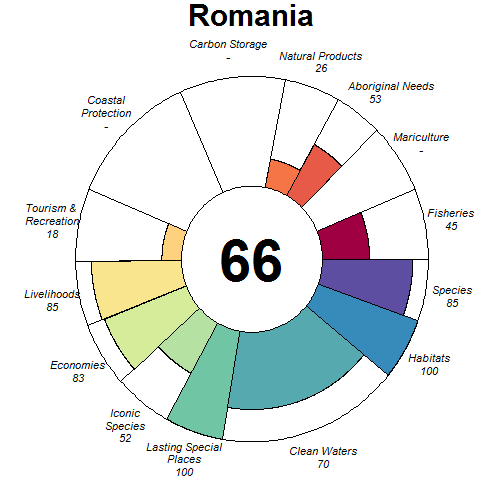 Romania
Carbon Storage
-
Natural Products
26
Aboriginal Needs
53
Mariculture
-
Fisheries
45
Species
85
Habitats
100
Clean Waters
70
Lasting Special
Places
100
Iconic
Species
52
Economies
83
Livelihoods
85
Tourism &
Recreation
18
Coastal
Protection
-
66